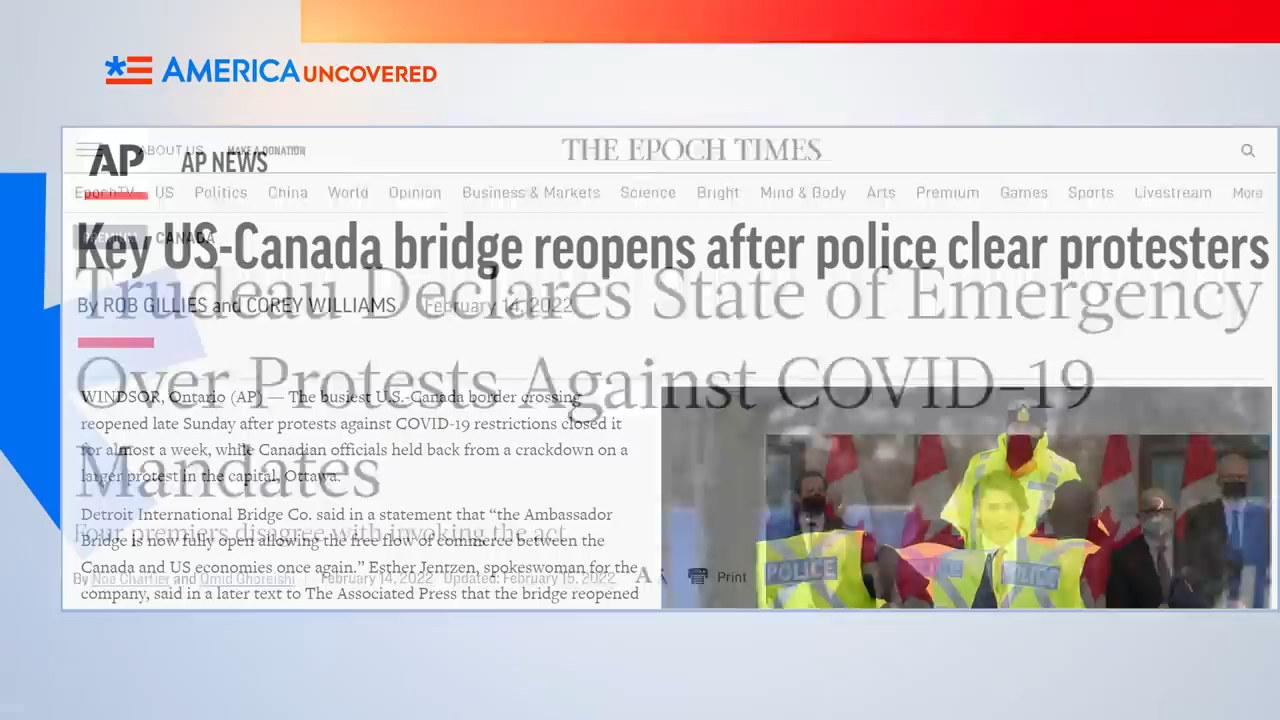 AMERICA UNCOVERED
AP
AP NEWS
ABOUT US
MAKE A DONATION
THE EPOCH TIMES
EpochTV US Politics China World Opinion Business & Markets Science Bright Mind & Body Arts Premium Games Sports Livestream More
PREMIUM CANADA
Key US-Canada bridge reopens after police clear protesters
By ROB GILLIES and COREY WILLIAMS February 14, 2022
Trudeau Declares State of Emergency
Over Protests Against COVID-19
Mandates
WINDSOR, Ontario (AP) — The busiest U.S.-Canada border crossing
reopened late Sunday after protests against COVID-19 restrictions closed it
for almost a week, while Canadian officials held back from a crackdown on a
larger protest in the capital, Ottawa.
Detroit International Bridge Co. said in a statement that “the Ambassador
Bridge is now fully open allowing the free flow of commerce between the
Canada and US economies once again.” Esther Jentzen, spokeswoman for the
company, said in a later text to The Associated Press that the bridge reopened
Four premiers disagree with invoking the act
By Noa Chartier and Omid Ghoreishi February 14, 2022 Updated: February 15, 2022 A A Print
POLICE
POLICE